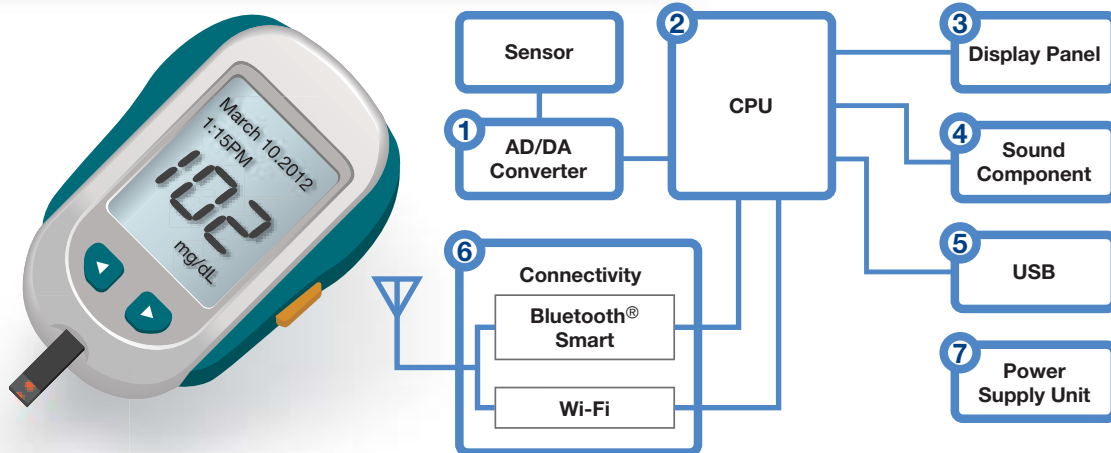 March 10.2012
1:15PM
102
mg/dL
Sensor
1
AD/DA
Converter
2
CPU
3
Display Panel
4
Sound
Component
5
USB
6
Connectivity
Bluetooth®
Smart
Wi-Fi
7
Power
Supply Unit